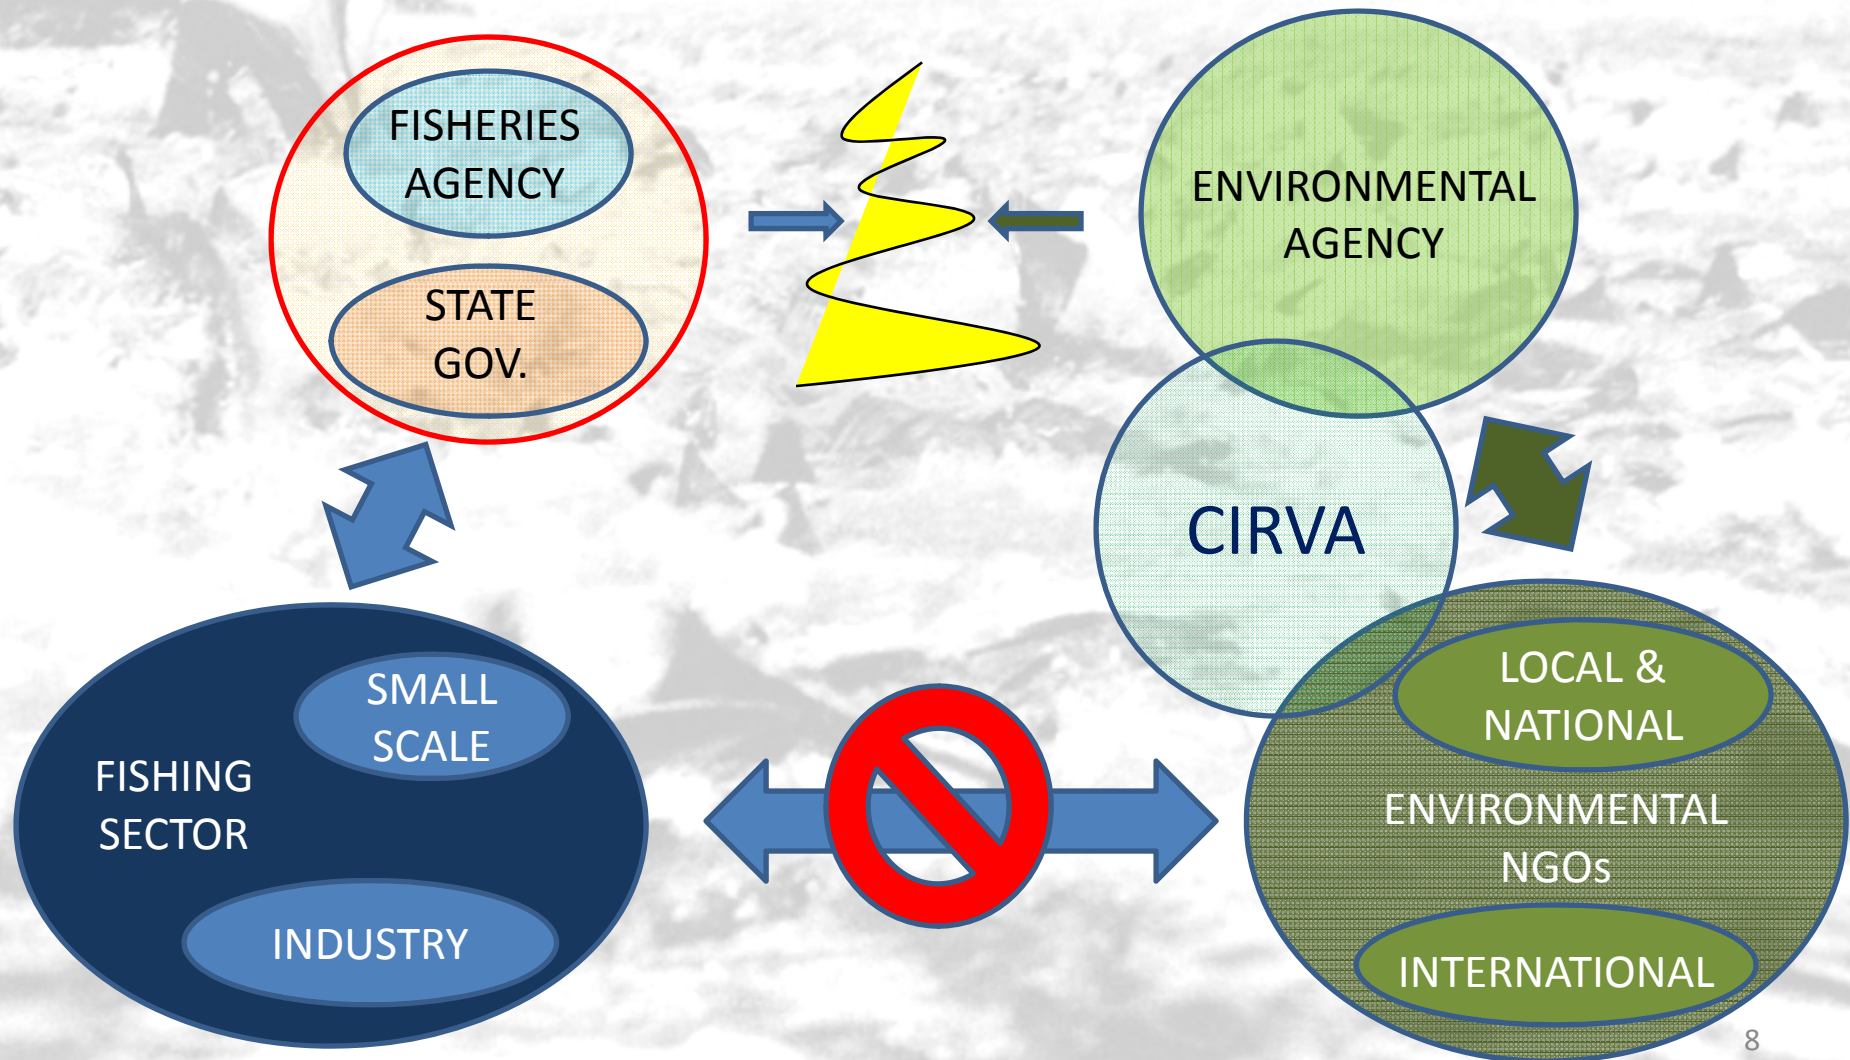 FISHERIES
AGENCY
STATE
GOV.
ENVIRONMENTAL
AGENCY
CIRVA
FISHING
SECTOR
SMALL
SCALE
INDUSTRY
LOCAL &
NATIONAL
ENVIRONMENTAL
NGOs
INTERNATIONAL
8